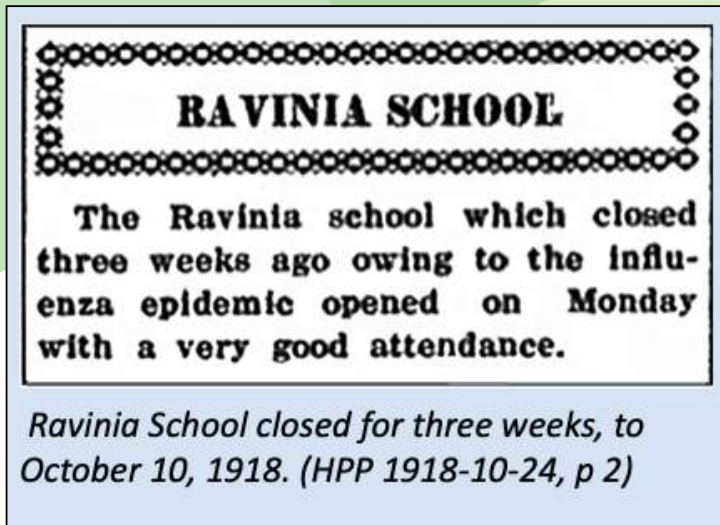 RAVINIA SCHOOL
The Ravinia school which closed
three weeks ago owing to the influ-
enza epidemic opened on Monday
with a very good attendance.
Ravinia School closed for three weeks, to
October 10, 1918. (HPP 1918-10-24, p 2)